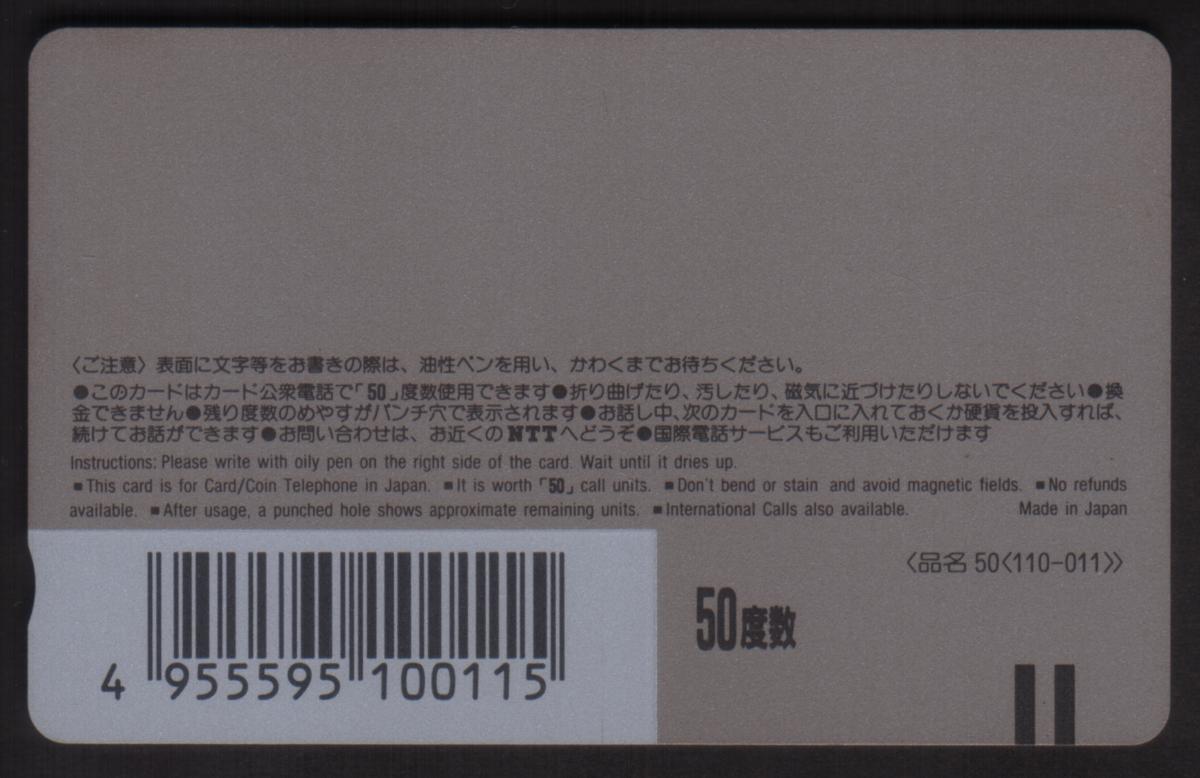 〈ご注意〉表面に文字等をお書きの際は、油性ペンを用い、かわくまでお待ちください。
●このカードはカード公衆電話で「50」度数使用できます●折り曲げたり、汚したり、磁気に近づけたりしないでください●換
金できません●残り度数のめやすがパンチ穴で表示されます●お話し中、次のカードを入口に入れておくか硬貨を投入すれば、
続けてお話ができます●お問い合わせは、お近くのNTTへどうぞ●国際電話サービスもご利用いただけます
Instructions: Please write with oily pen on the right side of the card. Wait until it dries up.
■This card is for Card/Coin Telephone in Japan. ■It is worth「50」call units. ■Don't bend or stain and avoid magnetic fields. ■No refunds
available. ■After usage, a punched hole shows approximate remaining units. ■International Calls also available. Made in Japan
〈品名 50〈110-011〉〉
50度数
4 955595 100115